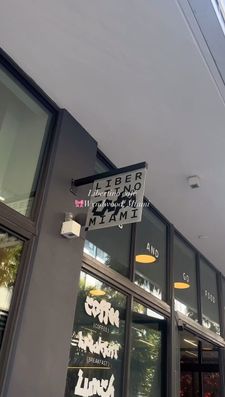 Libertino cafe
🎀Wynwood, Miami
LIBER
TINO
MIAMI
AND
GO
FOOD
[COFFEE]
[BREAKFAST]
Lunch